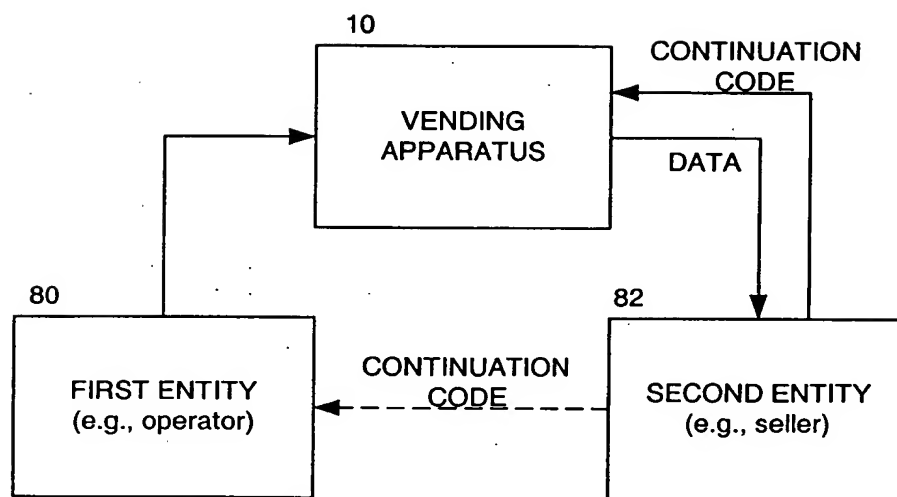 10
CONTINUATION
CODE
VENDING
APPARATUS
DATA
80
82
CONTINUATION
CODE
FIRST ENTITY
(e.g., operator)
SECOND ENTITY
(e.g., seller)